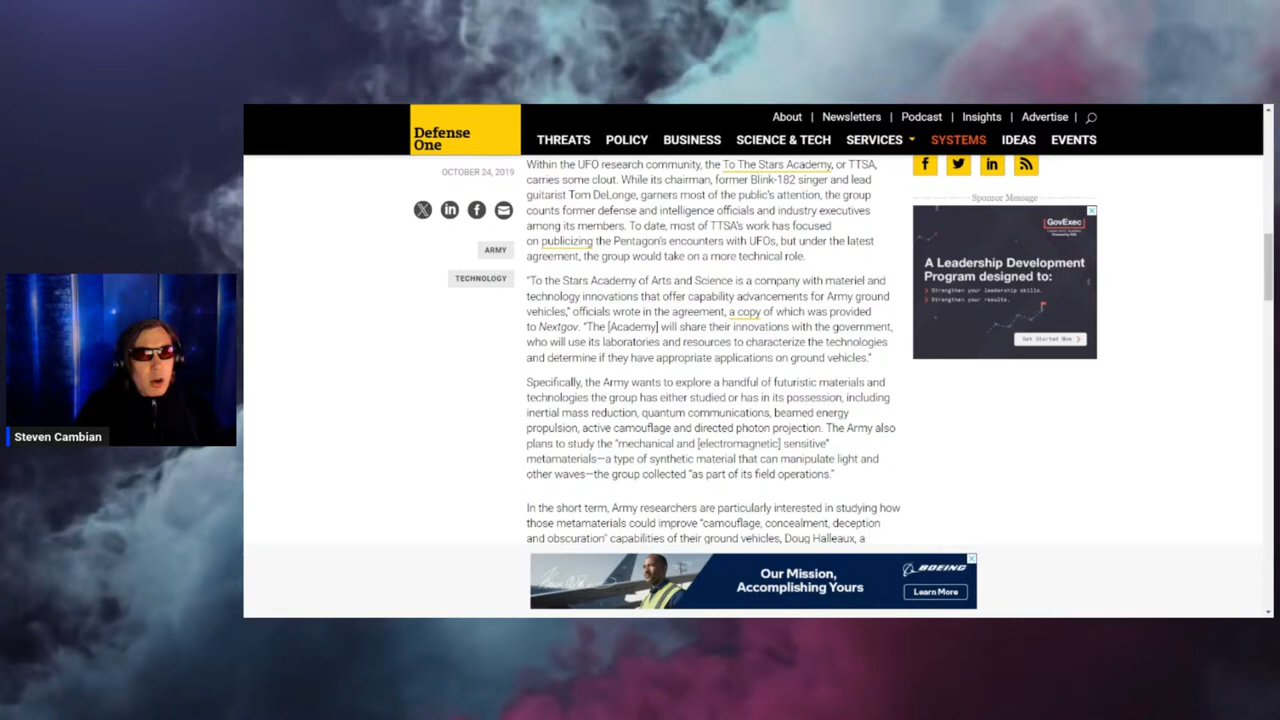 Defense
One
About | Newsletters | Podcast | Insights | Advertise |
THREATS POLICY BUSINESS SCIENCE & TECH SERVICES SYSTEMS IDEAS EVENTS
OCTOBER 24, 2019
ARMY
TECHNOLOGY
Within the UFO research community, the To The Stars Academy, or TTSA,
carries some clout. While its chairman, former Blink-182 singer and lead
guitarist Tom DeLonge, garners most of the public's attention, the group
counts former defense and intelligence officials and industry executives
among its members. To date, most of TTSA's work has focused
on publicizing the Pentagon's encounters with UFOs, but under the latest
agreement, the group would take on a more technical role.
“To the Stars Academy of Arts and Science is a company with materiel and
technology innovations that offer capability advancements for Army ground
vehicles,” officials wrote in the agreement, a copy of which was provided
to Nextgov. “The [Academy] will share their innovations with the government,
who will use its laboratories and resources to characterize the technologies
and determine if they have appropriate applications on ground vehicles.”
Specifically, the Army wants to explore a handful of futuristic materials and
technologies the group has either studied or has in its possession, including
inertial mass reduction, quantum communications, beamed energy
propulsion, active camouflage and directed photon projection. The Army also
plans to study the “mechanical and [electromagnetic] sensitive”
metamaterials—a type of synthetic material that can manipulate light and
other waves—the group collected “as part of its field operations.”
In the short term, Army researchers are particularly interested in studying how
those metamaterials could improve “camouflage, concealment, deception
and obscuration” capabilities of their ground vehicles, Doug Halleaux, a
Sponsor Message
GovExec
A Leadership Development
Program designed to:
Strengthen your leadership skills.
Strengthen your results.
Get Started Now.
Our Mission,
Accomplishing Yours
BOEING
Learn More
Steven Cambian